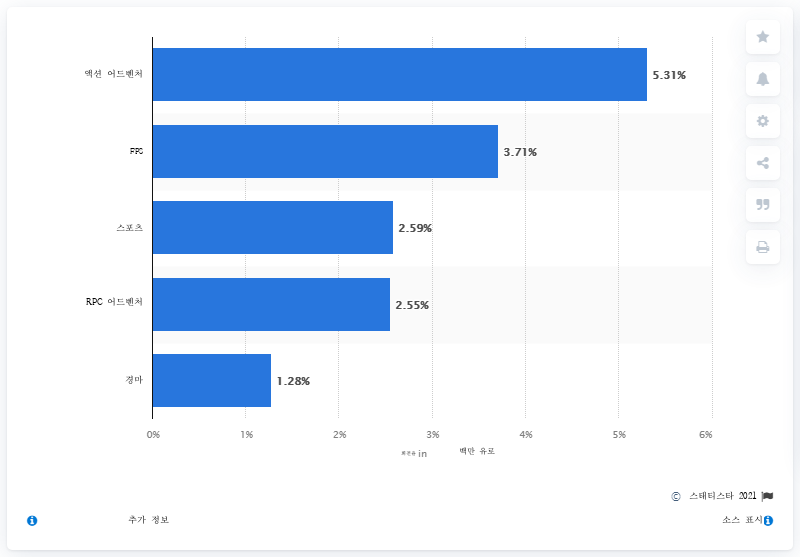 액션 어드벤처
5.31%
FPS
3.71%
스포츠
2.59%
RPC 어드벤처
2.55%
경마
1.28%
0% 1% 2% 3% 4% 5% 6%
in 백만 유로
© 스태티스타 2021
추가 정보 소스 표시